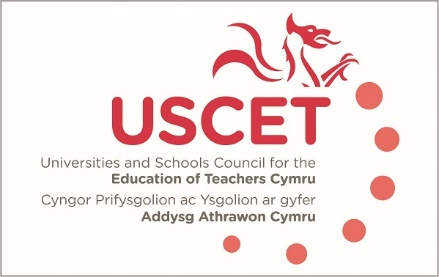 USCET
Universities and Schools Council for the
Education of Teachers Cymru
Cyngor Prifysgolion ac Ysgolion ar gyfer
Addysg Athrawon Cymru